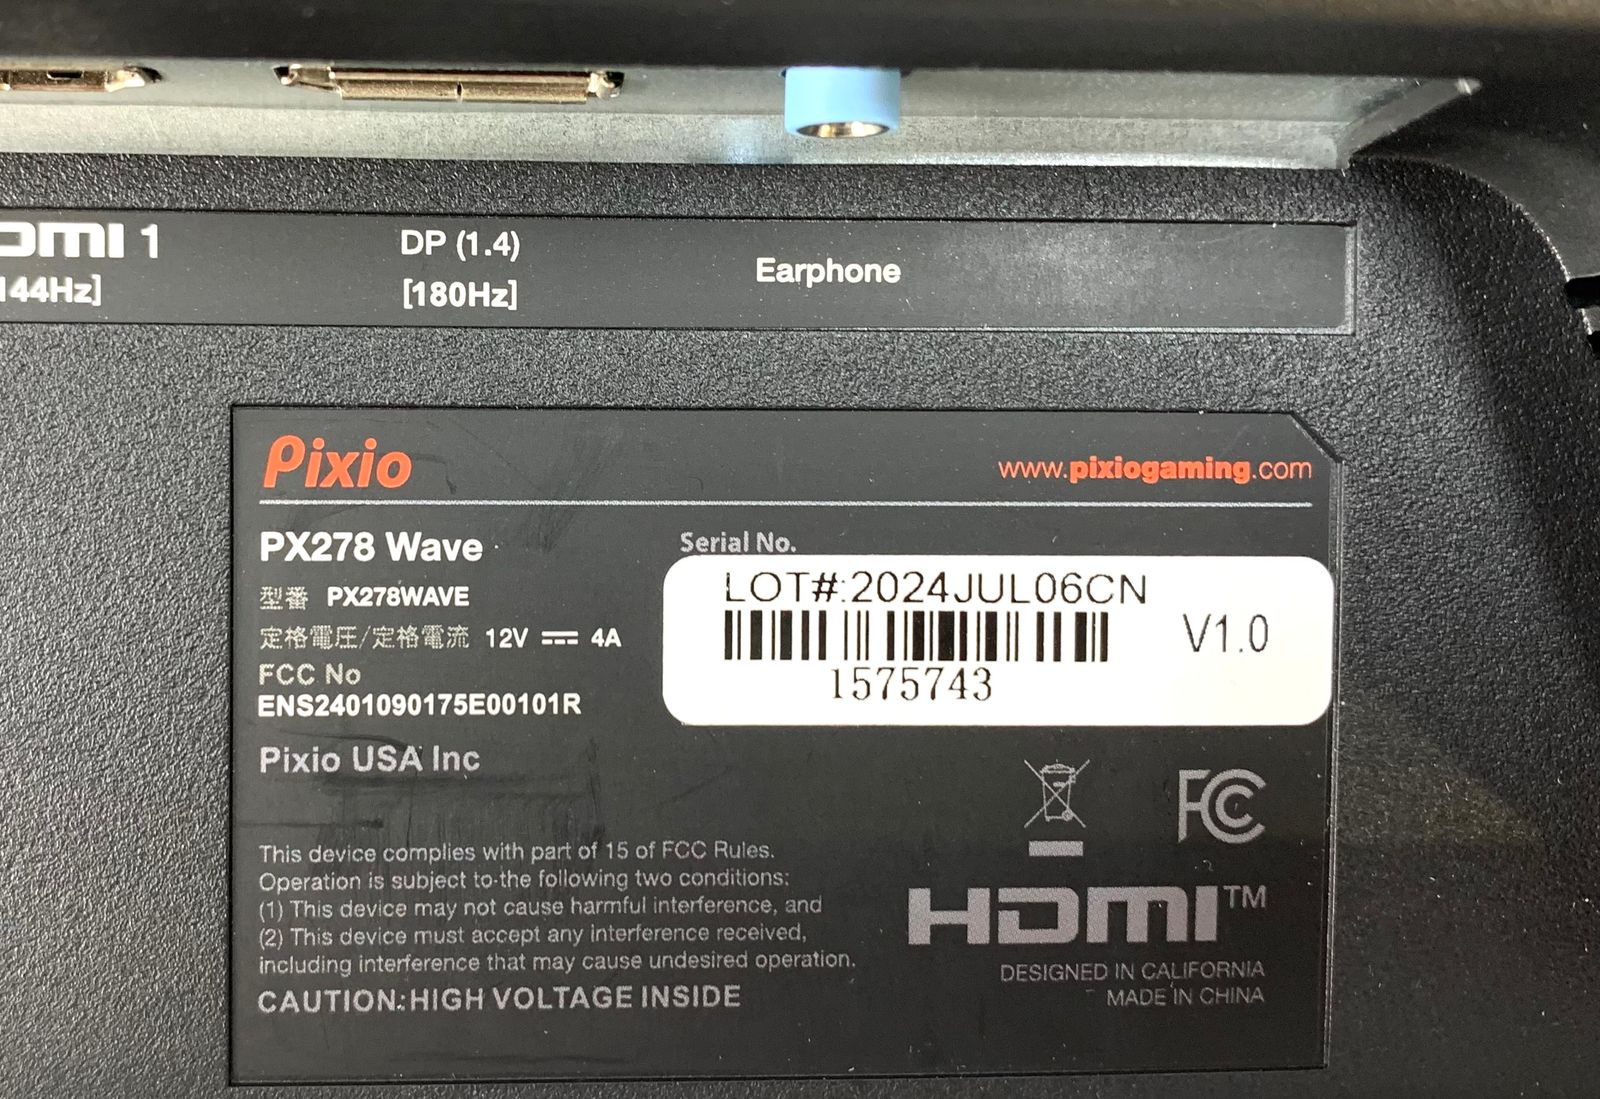 HDMI 1
DP (1.4)
Earphone
144Hz]
[180Hz]
Pixio
www.pixiogaming.com
PX278 Wave
Serial No.
型番 PX278WAVE
LOT#:2024JUL06CN
V1.0
1575743
定格電圧/定格電流 12V 4A
FCC No
ENS2401090175E00101R
Pixio USA Inc
FC
This device complies with part of 15 of FCC Rules.
Operation is subject to the following two conditions:
(1) This device may not cause harmful interference, and
(2) This device must accept any interference received,
including interference that may cause undesired operation.
CAUTION:HIGH VOLTAGE INSIDE
HDMI™
DESIGNED IN CALIFORNIA
MADE IN CHINA